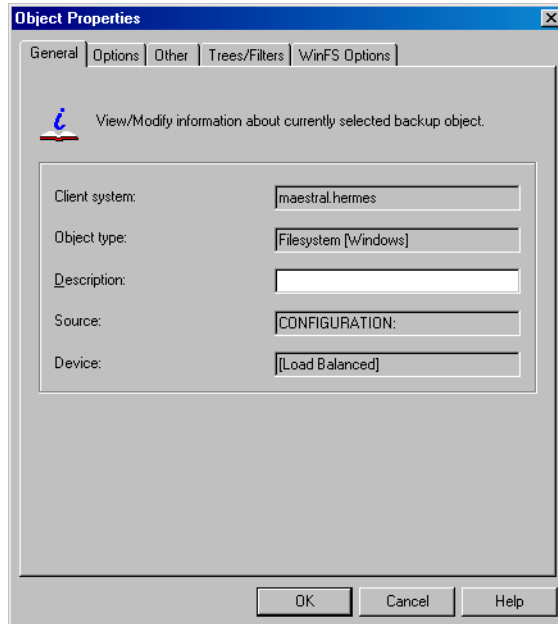 Object Properties
General Options Other Trees/Filters WinFS Options
View/Modify information about currently selected backup object.
Client system: maestral.hermes
Object type: Filesystem [Windows]
Description:
Source: CONFIGURATION:
Device: [Load Balanced]
OK Cancel Help